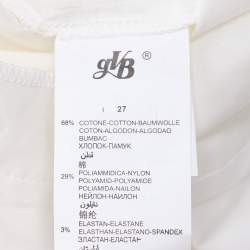 gVB®
I 27
68% COTONE-COTTON-BAUMWOLLE
COTON-ALGODON-ALGODAO
BUMBAC
ХЛОПОК-ПАМУК
قطن
棉
29% POLIAMMIDICA-NYLON
POLYAMID-POLYAMIDE
POLIAMIDA-NAILON
НЕЙЛОН-НАЙЛОН
نايلون
锦纶
3% ELASTAN-ELASTANE
ELASTHAN-ELASTANO-SPANDEX
ЭЛАСТАН-ЕЛАСТАН